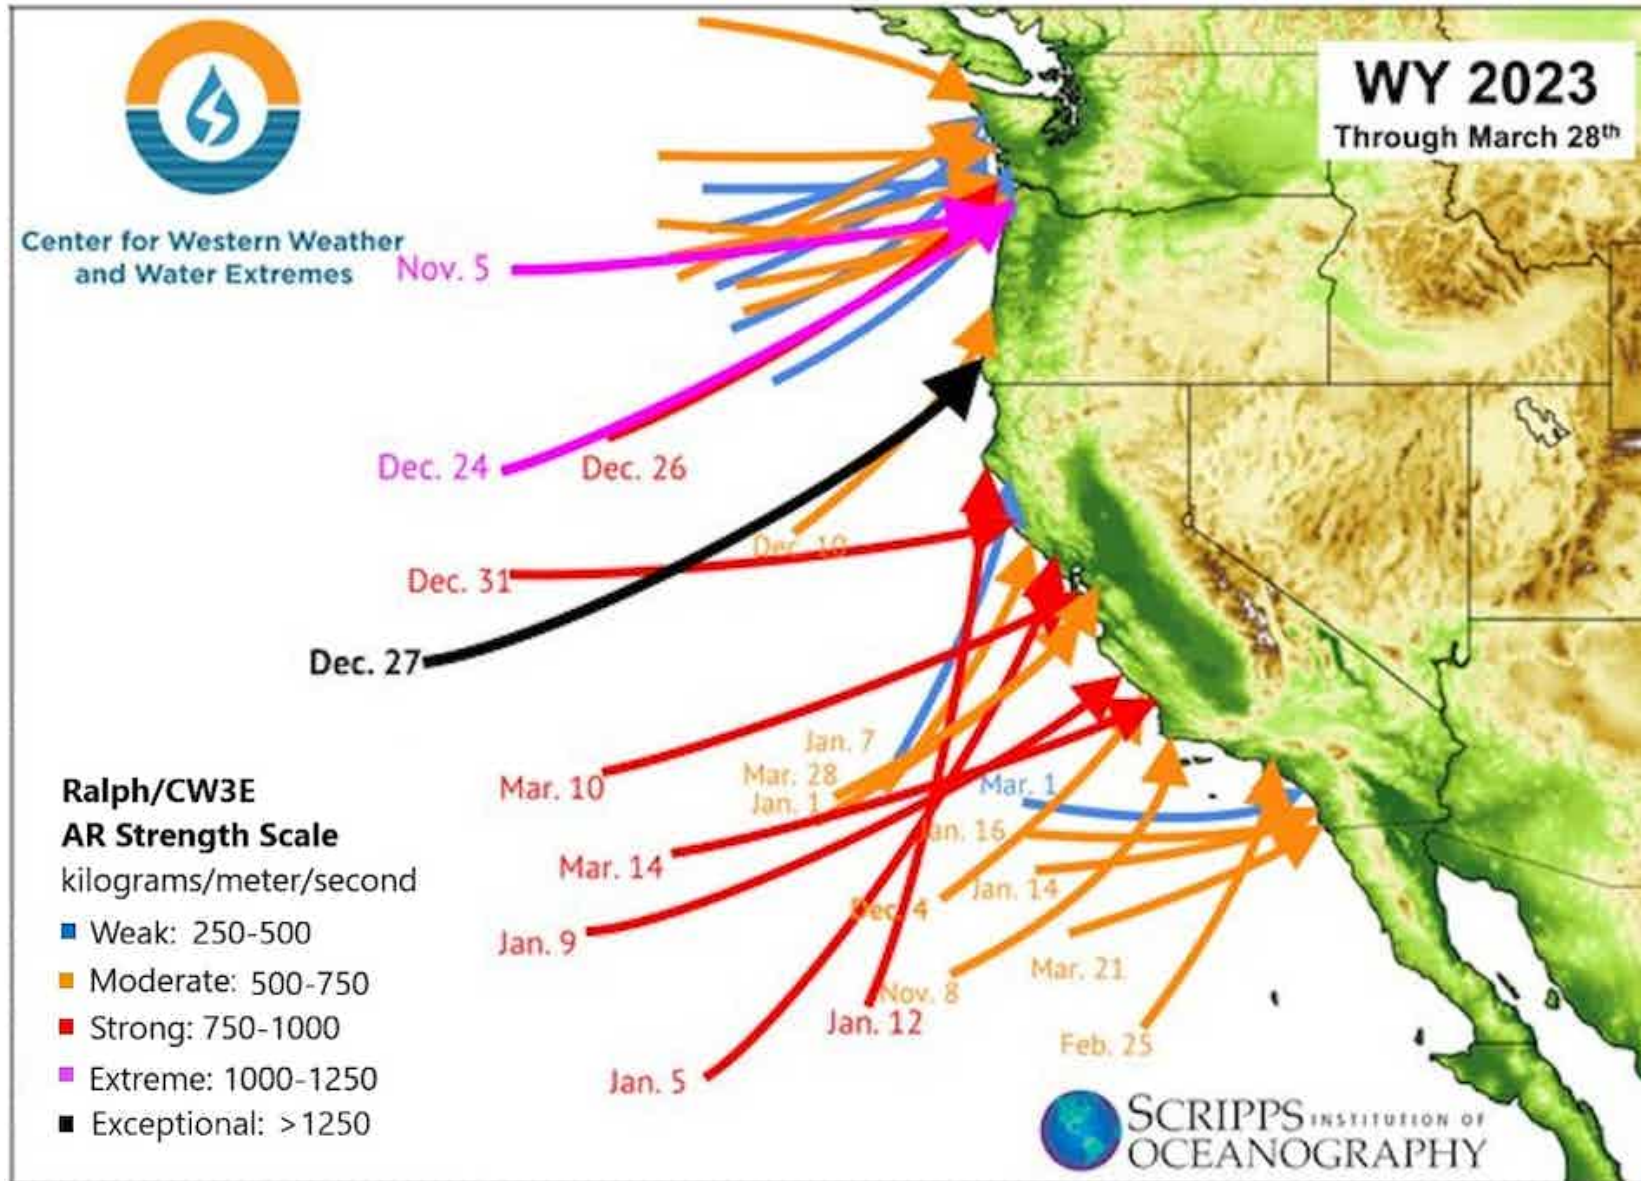 WY 2023
Through March 28th
Center for Western Weather
and Water Extremes
Nov. 5
Dec. 24
Dec. 26
Dec. 10
Dec. 31
Dec. 27
Jan. 7
Mar. 28
Jan. 1
Mar. 10
Mar. 1
Jan. 16
Mar. 14
Jan. 14
Dec. 4
Jan. 9
Mar. 21
Nov. 8
Jan. 12
Feb. 25
Jan. 5
Ralph/CW3E
AR Strength Scale
kilograms/meter/second
Weak: 250-500
Moderate: 500-750
Strong: 750-1000
Extreme: 1000-1250
Exceptional: >1250
SCRIPPS INSTITUTION OF
OCEANOGRAPHY